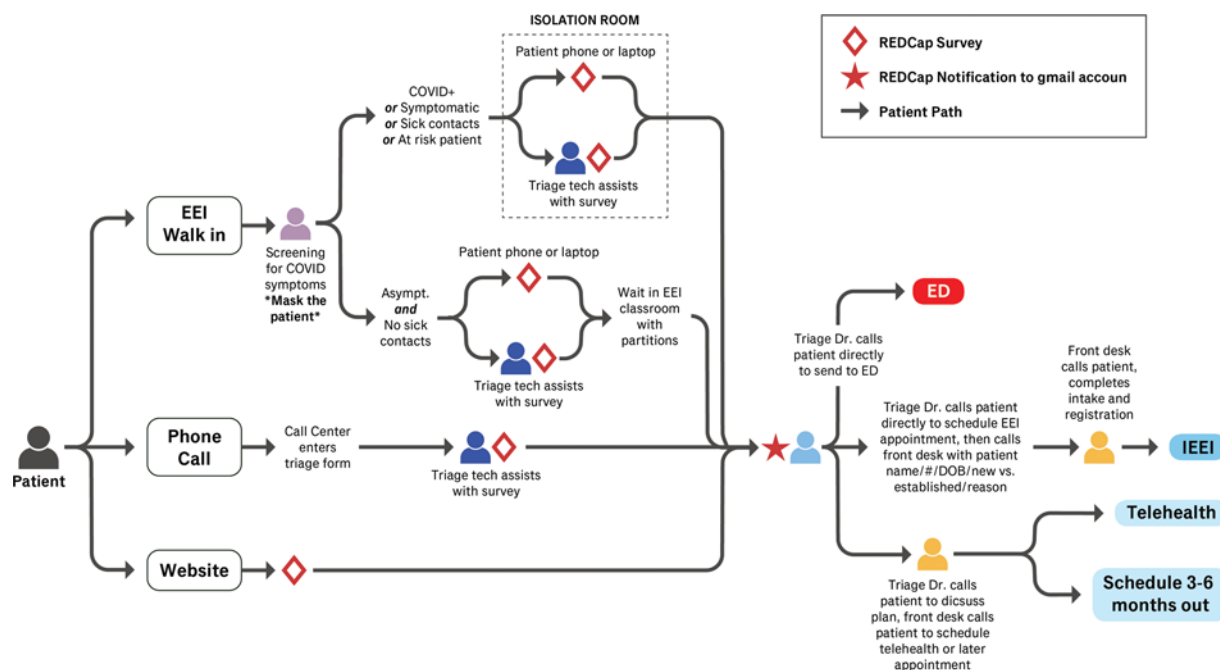 ISOLATION ROOM
Patient phone or laptop
Triage tech assists
with survey
COVID+
or Symptomatic
or Sick contacts
or At risk patient
REDCap Survey
REDCap Notification to gmail accoun
Patient Path
EEI
Walk in
Screening
for COVID
symptoms
*Mask the
patient*
Asympt.
and
No sick
contacts
Patient phone or laptop
Triage tech assists
with survey
Wait in EEI
classroom
with
partitions
Patient
Phone
Call
Call Center
enters
triage form
Triage tech assists
with survey
Website
Triage Dr. calls
patient directly
to send to ED
ED
Triage Dr. calls patient
directly to schedule EEI
appointment, then calls
front desk with patient
name/#/DOB/new vs.
established/reason
Front desk
calls patient,
completes
intake and
registration
IEEI
Triage Dr. calls
patient to dicsuss
plan, front desk calls
patient to schedule
telehealth or later
appointment
Telehealth
Schedule 3-6
months out